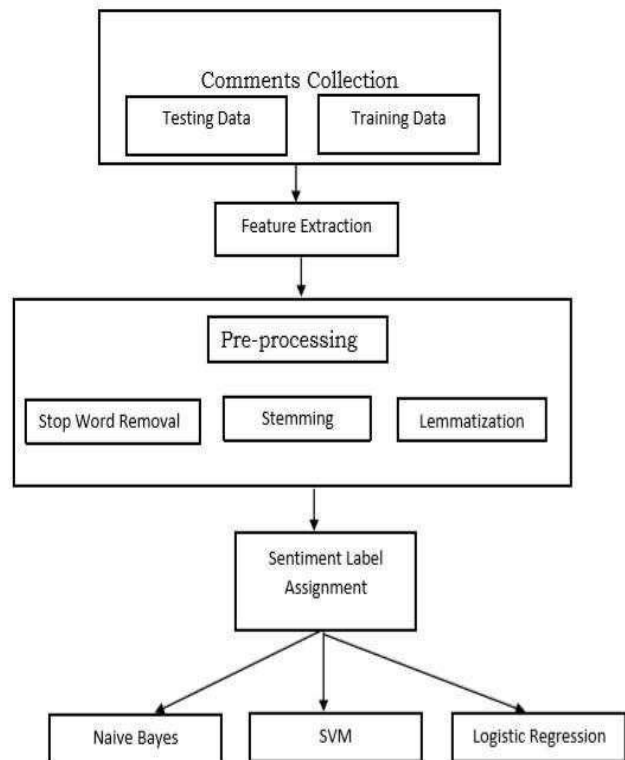 Comments Collection
Testing Data
Training Data
Feature Extraction
Pre-processing
Stop Word Removal
Stemming
Lemmatization
Sentiment Label
Assignment
Naive Bayes
SVM
Logistic Regression